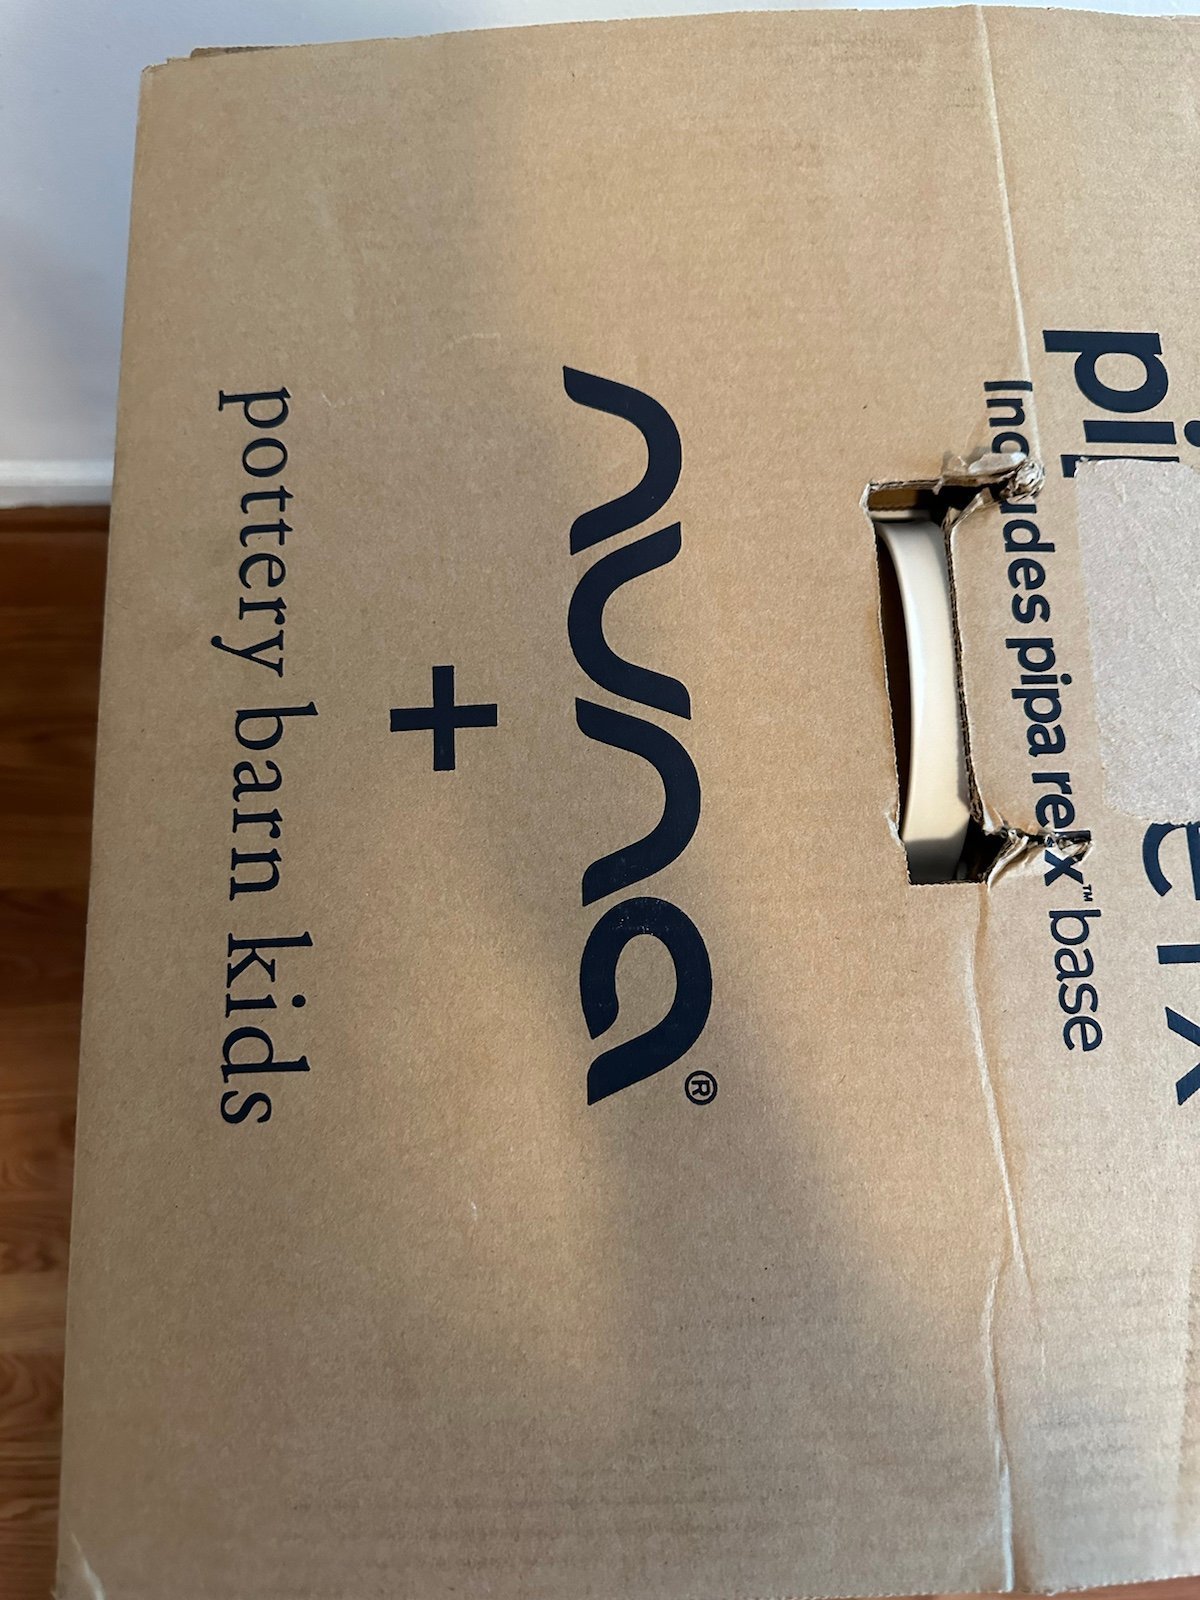 Includes pipa relx™ base
nuna®
+
pottery barn kids